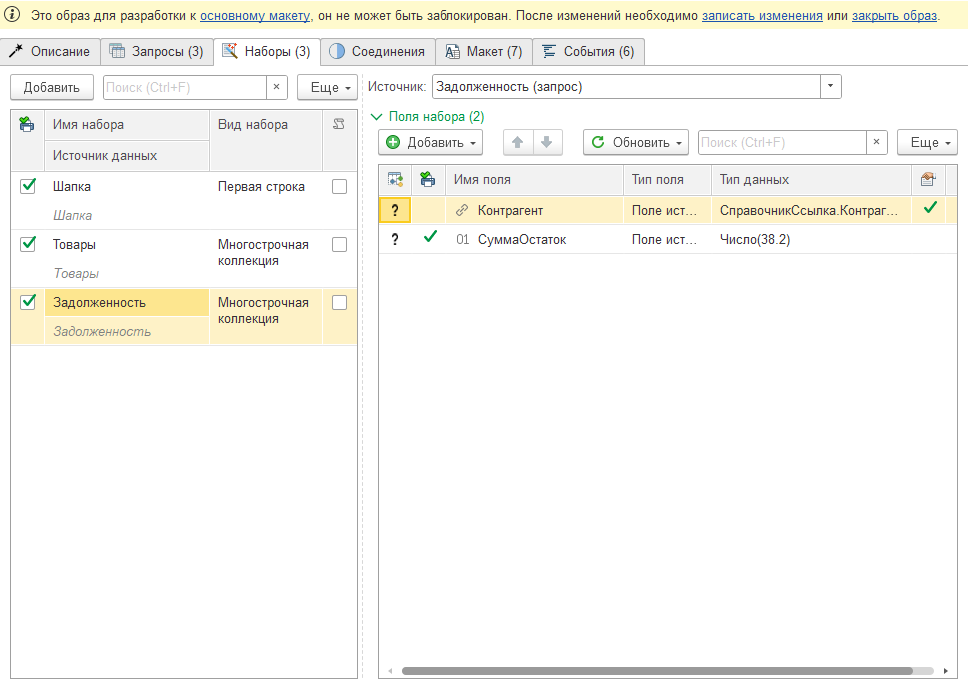 Это образ для разработки к основному макету, он не может быть заблокирован. После изменений необходимо записать изменения или закрыть образ.
Описание Запросы (3) Наборы (3) Соединения Макет (7) События (6)
Добавить Поиск (Ctrl+F) × Еще Источник: Задолженность (запрос)
Поля набора (2)
Добавить Обновить Поиск (Ctrl+F) × Еще
Имя набора Вид набора
Источник данных
Шапка Первая строка
Шапка
Товары Многострочная
коллекция
Товары
Задолженность Многострочная
коллекция
Задолженность
Имя поля Тип поля Тип данных
? Контрагент Поле ист... СправочникСсылка.Контраг...
? 01 СуммаОстаток Поле ист... Число(38.2)